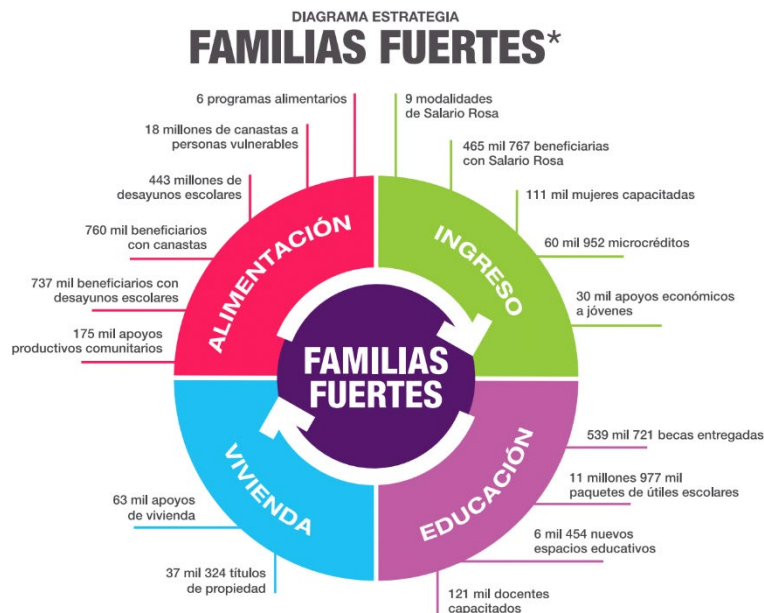 DIAGRAMA ESTRATEGIA
FAMILIAS FUERTES*
6 programas alimentarios
18 millones de canastas a
personas vulnerables
443 millones de
desayunos escolares
760 mil beneficiarios
con canastas
737 mil beneficiarios con
desayunos escolares
175 mil apoyos
productivos comunitarios
ALIMENTACIÓN
9 modalidades
de Salario Rosa
465 mil 767 beneficiarias
con Salario Rosa
111 mil mujeres capacitadas
60 mil 952 microcréditos
30 mil apoyos económicos
a jóvenes
INGRESO
FAMILIAS
FUERTES
VIVIENDA
63 mil apoyos
de vivienda
37 mil 324 títulos
de propiedad
EDUCACIÓN
539 mil 721 becas entregadas
11 millones 977 mil
paquetes de útiles escolares
6 mil 454 nuevos
espacios educativos
121 mil docentes
capacitados